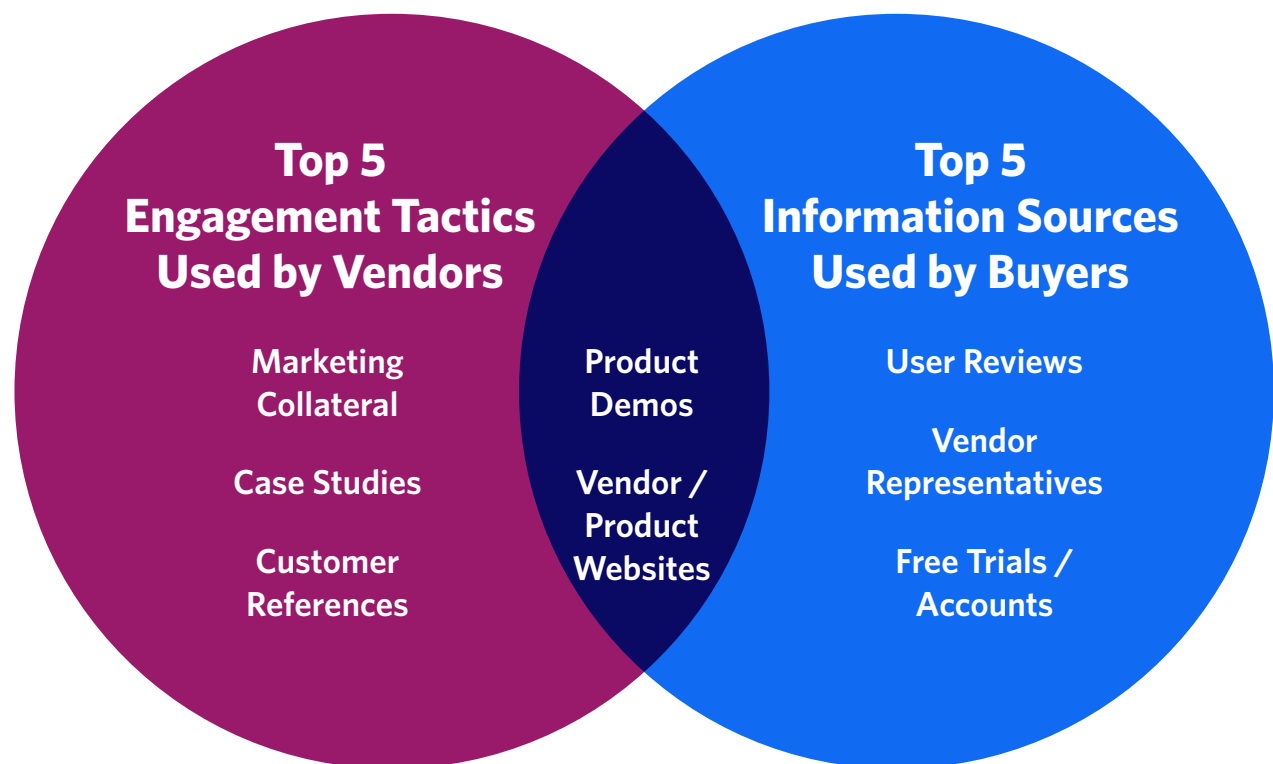 Top 5
Engagement Tactics
Used by Vendors
Marketing
Collateral
Case Studies
Customer
References
Product
Demos
Vendor /
Product
Websites
Top 5
Information Sources
Used by Buyers
User Reviews
Vendor
Representatives
Free Trials /
Accounts